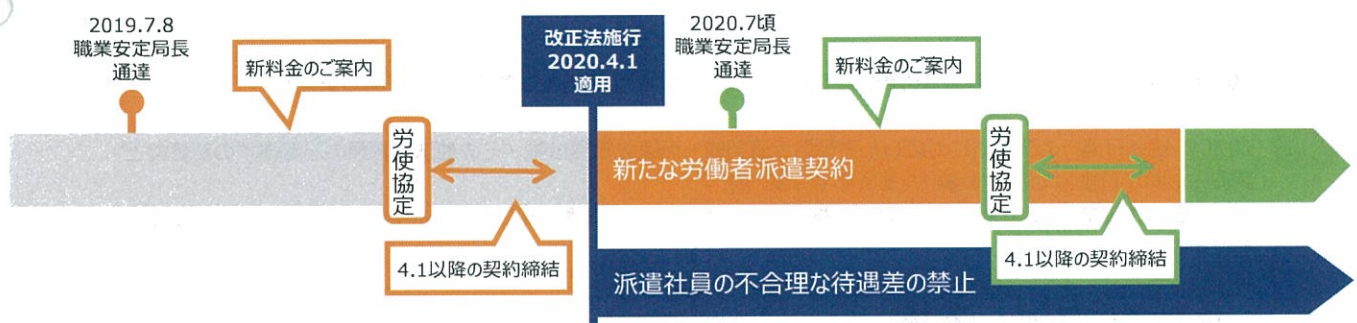 2019.7.8
職業安定局長
通達
新料金のご案内
改正法施行
2020.4.1
適用
2020.7頃
職業安定局長
通達
新料金のご案内
労使協定
新たな労働者派遣契約
労使協定
4.1以降の契約締結
4.1以降の契約締結
派遣社員の不合理な待遇差の禁止